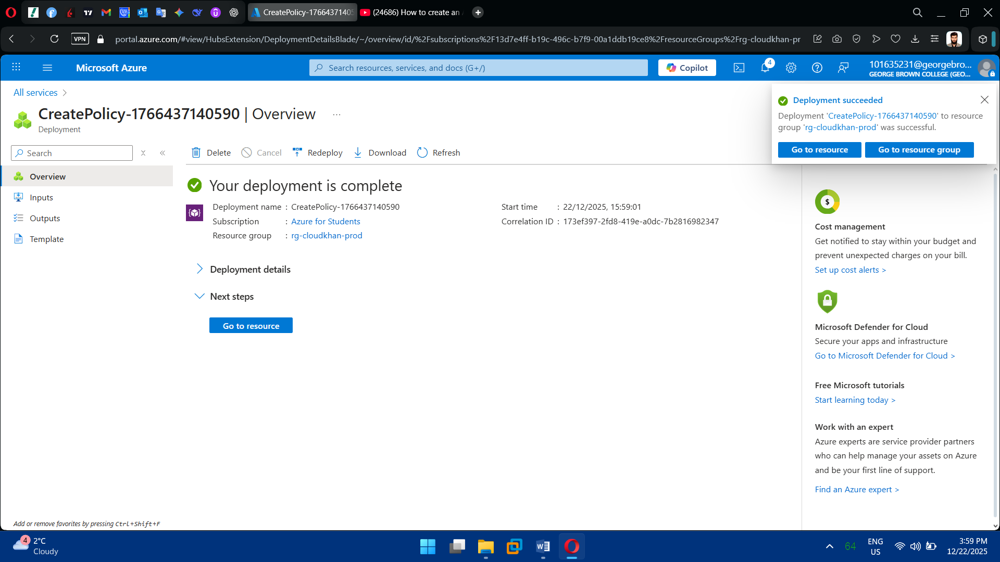 CreatePolicy-17664371405
(24686) How to create an
VPN
portal.azure.com/#view/HubsExtension/DeploymentDetailsBlade/~/overview/id/%2Fsubscriptions%2F13d7e4ff-b19c-496c-b7f9-00a1ddb19ce8%2FresourceGroups%2Frg-cloudkhan-pr
Microsoft Azure
Search resources, services, and docs (G+/)
Copilot
4
101635231@georgebro...
GEORGE BROWN COLLEGE (GEO...
All services
CreatePolicy-1766437140590 | Overview
...
Deployment
Deployment succeeded
Deployment 'CreatePolicy-1766437140590' to resource
group 'rg-cloudkhan-prod' was successful.
Go to resource
Go to resource group
Search
Delete
Cancel
Redeploy
Download
Refresh
Overview
Inputs
Outputs
Template
Your deployment is complete
Deployment name : CreatePolicy-1766437140590
Subscription : Azure for Students
Resource group : rg-cloudkhan-prod
Start time : 22/12/2025, 15:59:01
Correlation ID : 173ef397-2fd8-419e-a0dc-7b2816982347
Deployment details
Next steps
Go to resource
$
Cost management
Get notified to stay within your budget and
prevent unexpected charges on your bill.
Set up cost alerts >
Microsoft Defender for Cloud
Secure your apps and infrastructure
Go to Microsoft Defender for Cloud >
Free Microsoft tutorials
Start learning today >
Work with an expert
Azure experts are service provider partners
who can help manage your assets on Azure
and be your first line of support.
Find an Azure expert >
Add or remove favorites by pressing Ctrl+Shift+F
4
2°C
Cloudy
64
ENG
US
3:59 PM
12/22/2025